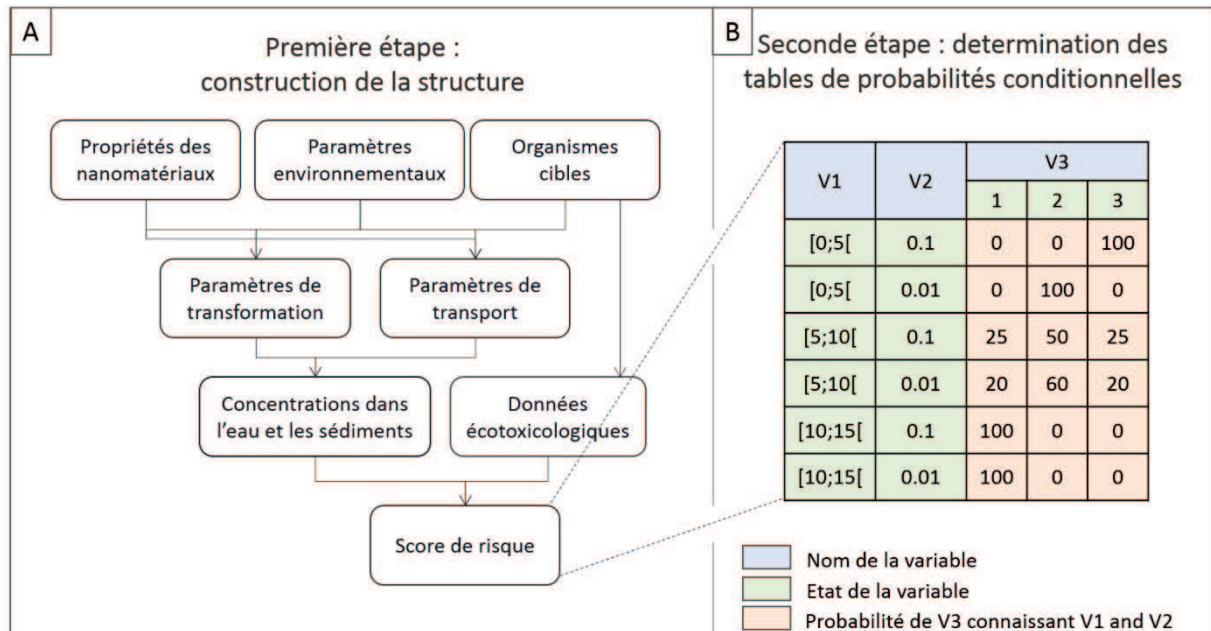 A
Première étape :
construction de la structure
Propriétés des
nanomatériaux
Paramètres
environnementaux
Organismes
cibles
Paramètres de
transformation
Paramètres de
transport
Concentrations dans
l'eau et les sédiments
Données
écotoxicologiques
Score de risque
B
Seconde étape : determination des
tables de probabilités conditionnelles
V1 V2 V3
1 2 3
[0;5[ 0.1 0 0 100
[0;5[ 0.01 0 100 0
[5;10[ 0.1 25 50 25
[5;10[ 0.01 20 60 20
[10;15[ 0.1 100 0 0
[10;15[ 0.01 100 0 0
Nom de la variable
Etat de la variable
Probabilité de V3 connaissant V1 and V2